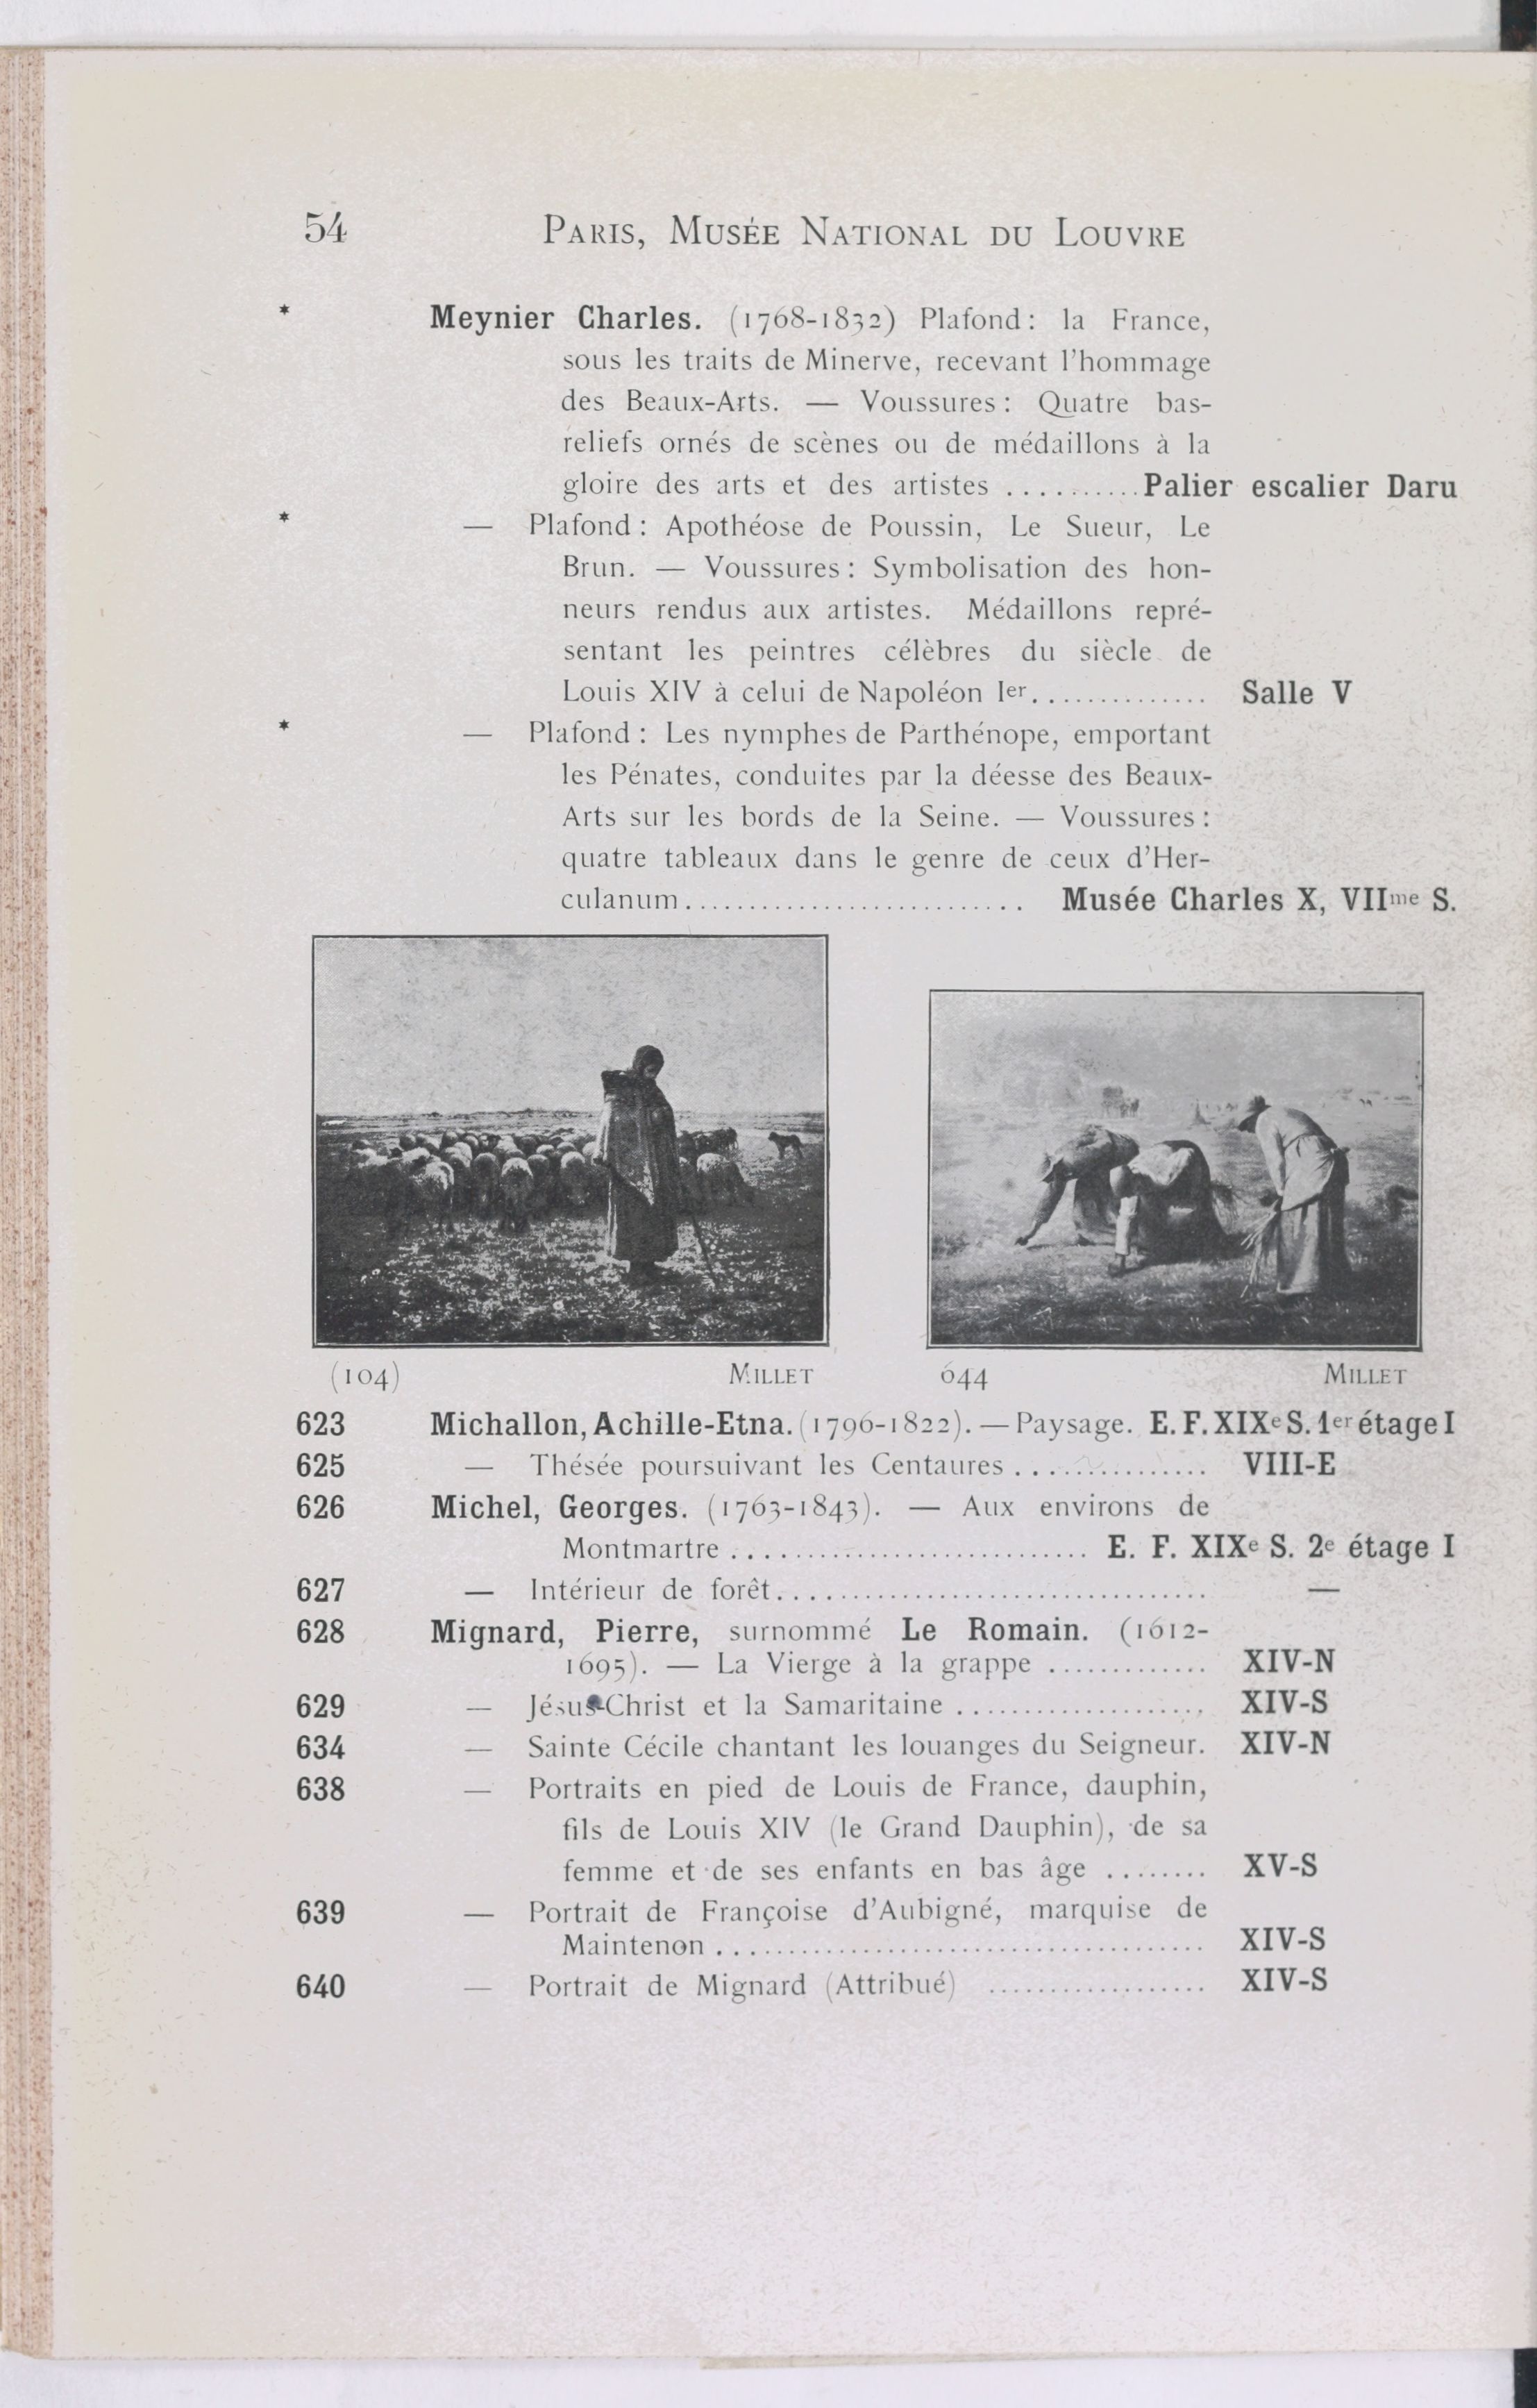 54 PARIS, MUSÉE NATIONAL DU LOUVRE
* Meynier Charles. (1768-1832) Plafond: la France,
sous les traits de Minerve, recevant l'hommage
des Beaux-Arts. — Voussures: Quatre bas-
reliefs ornés de scènes ou de médaillons à la
gloire des arts et des artistes .......... Palier escalier Daru
* — Plafond: Apothéose de Poussin, Le Sueur, Le
Brun. — Voussures: Symbolisation des hon-
neurs rendus aux artistes. Médaillons repré-
sentant les peintres célèbres du siècle de
Louis XIV à celui de Napoléon Ier.............. Salle V
* — Plafond: Les nymphes de Parthénope, emportant
les Pénates, conduites par la déesse des Beaux-
Arts sur les bords de la Seine. — Voussures:
quatre tableaux dans le genre de ceux d'Her-
culanum........................... Musée Charles X, VIIme S.
(104) MILLET 644 MILLET
623 Michallon, Achille-Etna. (1796-1822). — Paysage. E. F. XIXe S. 1er étage I
625 — Thésée poursuivant les Centaures ............... VIII-E
626 Michel, Georges. (1763-1843). — Aux environs de
Montmartre ............................ E. F. XIXe S. 2e étage I
627 — Intérieur de forêt.................................. —
628 Mignard, Pierre, surnommé Le Romain. (1612-
1695). — La Vierge à la grappe ............. XIV-N
629 — Jésus-Christ et la Samaritaine .................... XIV-S
634 — Sainte Cécile chantant les louanges du Seigneur. XIV-N
638 — Portraits en pied de Louis de France, dauphin,
fils de Louis XIV (le Grand Dauphin), de sa
femme et de ses enfants en bas âge ........ XV-S
639 — Portrait de Françoise d'Aubigné, marquise de
Maintenon ....................................... XIV-S
640 — Portrait de Mignard (Attribué) .................. XIV-S